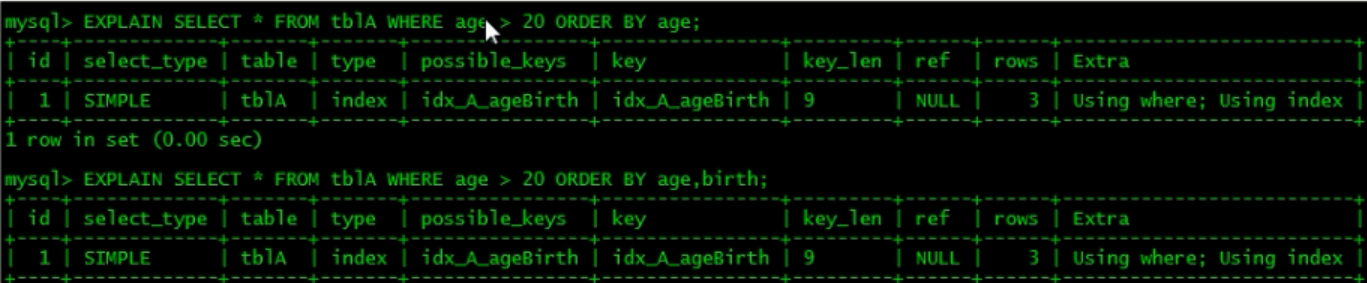 mysql> EXPLAIN SELECT * FROM tblA WHERE age > 20 ORDER BY age;
+----+-------------+-------+-------+---------------+---------------+---------+------+------+--------------------------+
| id | select_type | table | type | possible_keys | key | key_len | ref | rows | Extra |
+----+-------------+-------+-------+---------------+---------------+---------+------+------+--------------------------+
| 1 | SIMPLE | tblA | index | idx_A_ageBirth | idx_A_ageBirth | 9 | NULL | 3 | Using where; Using index |
+----+-------------+-------+-------+---------------+---------------+---------+------+------+--------------------------+
1 row in set (0.00 sec)
mysql> EXPLAIN SELECT * FROM tblA WHERE age > 20 ORDER BY age,birth;
+----+-------------+-------+-------+---------------+---------------+---------+------+------+--------------------------+
| id | select_type | table | type | possible_keys | key | key_len | ref | rows | Extra |
+----+-------------+-------+-------+---------------+---------------+---------+------+------+--------------------------+
| 1 | SIMPLE | tblA | index | idx_A_ageBirth | idx_A_ageBirth | 9 | NULL | 3 | Using where; Using index |
+----+-------------+-------+-------+---------------+---------------+---------+------+------+--------------------------+